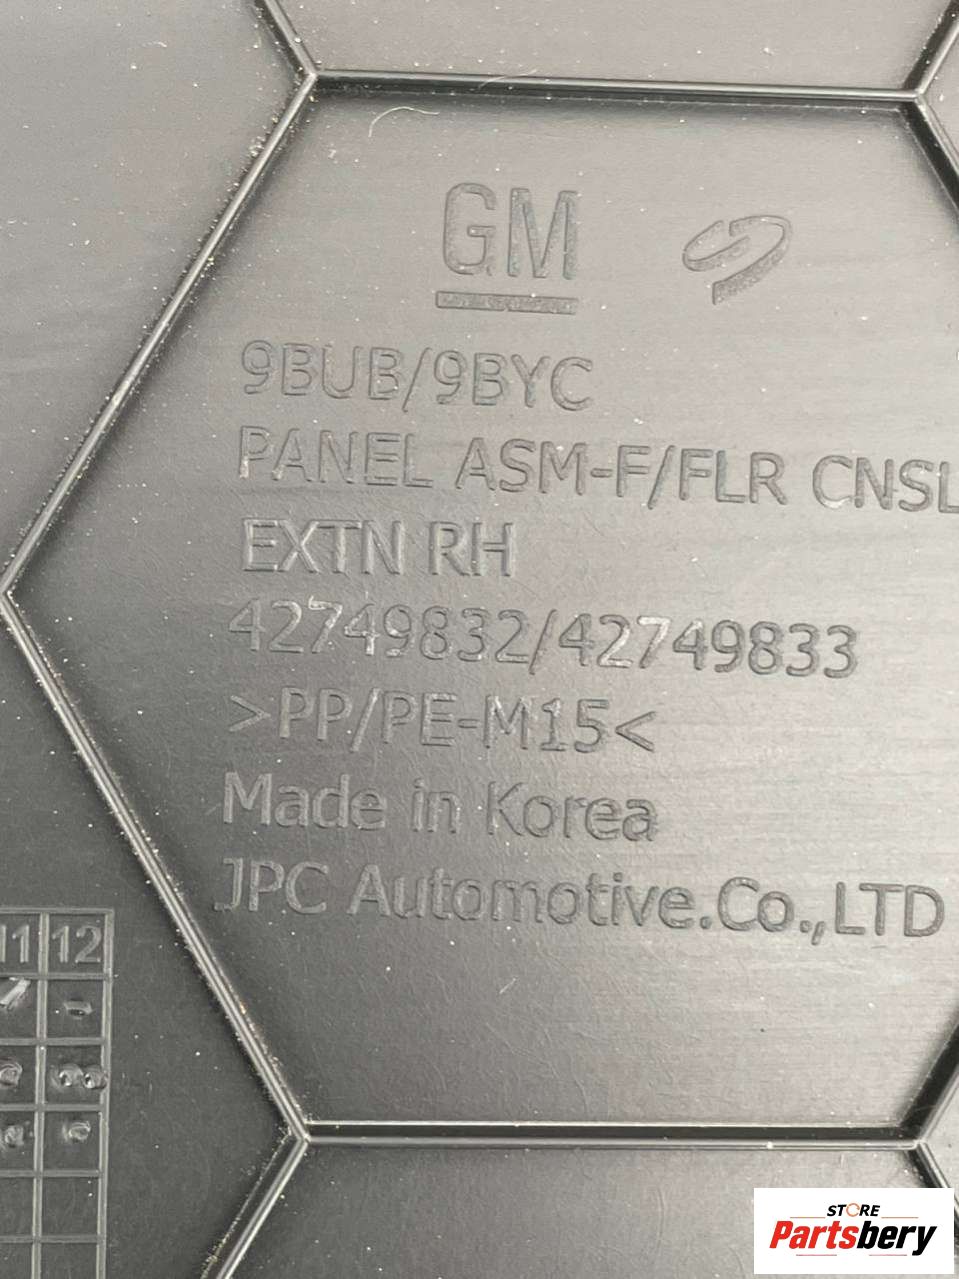 GM
9BUB/9BYC
PANEL ASM-F/FLR CNSL
EXTN RH
42749832/42749833
>PP/PE-M15<
Made in Korea
JPC Automotive.Co.,LTD
11 12
STORE
Partsbery